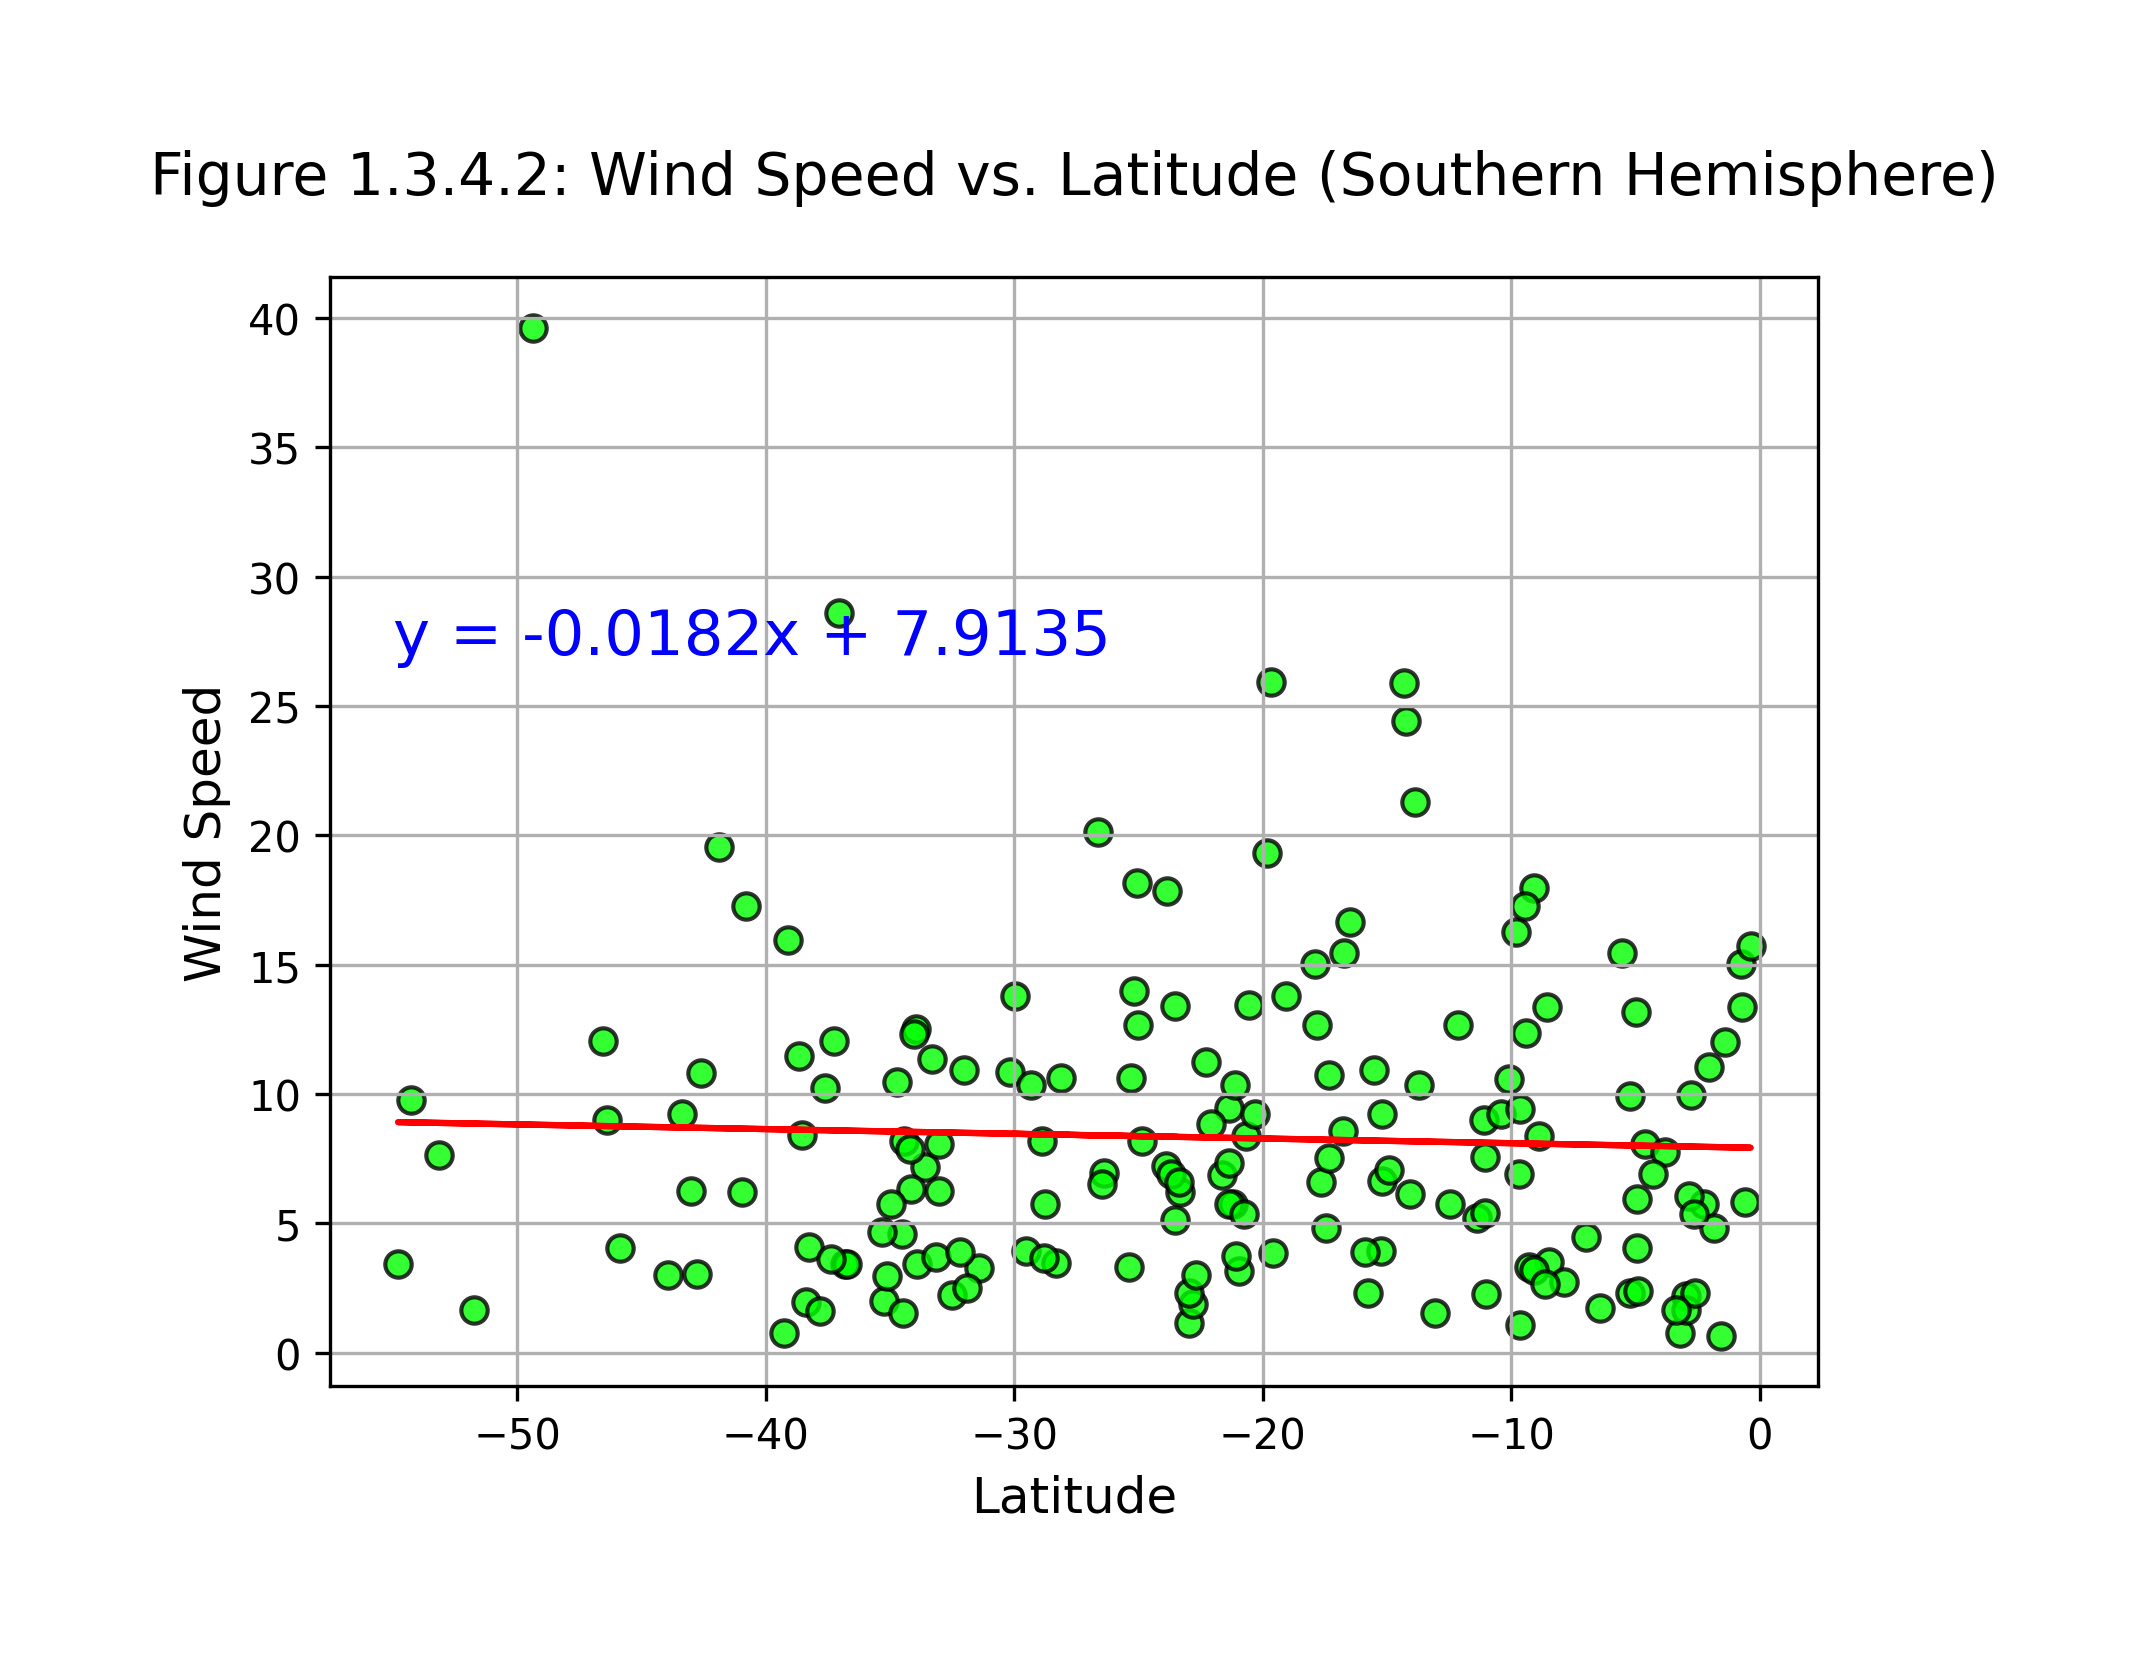 Figure 1.3.4.2: Wind Speed vs. Latitude (Southern Hemisphere)
40
35
30
y = -0.0182x + 7.9135
25
20
15
10
5
0
Wind Speed
−50 −40 −30 −20 −10 0
Latitude